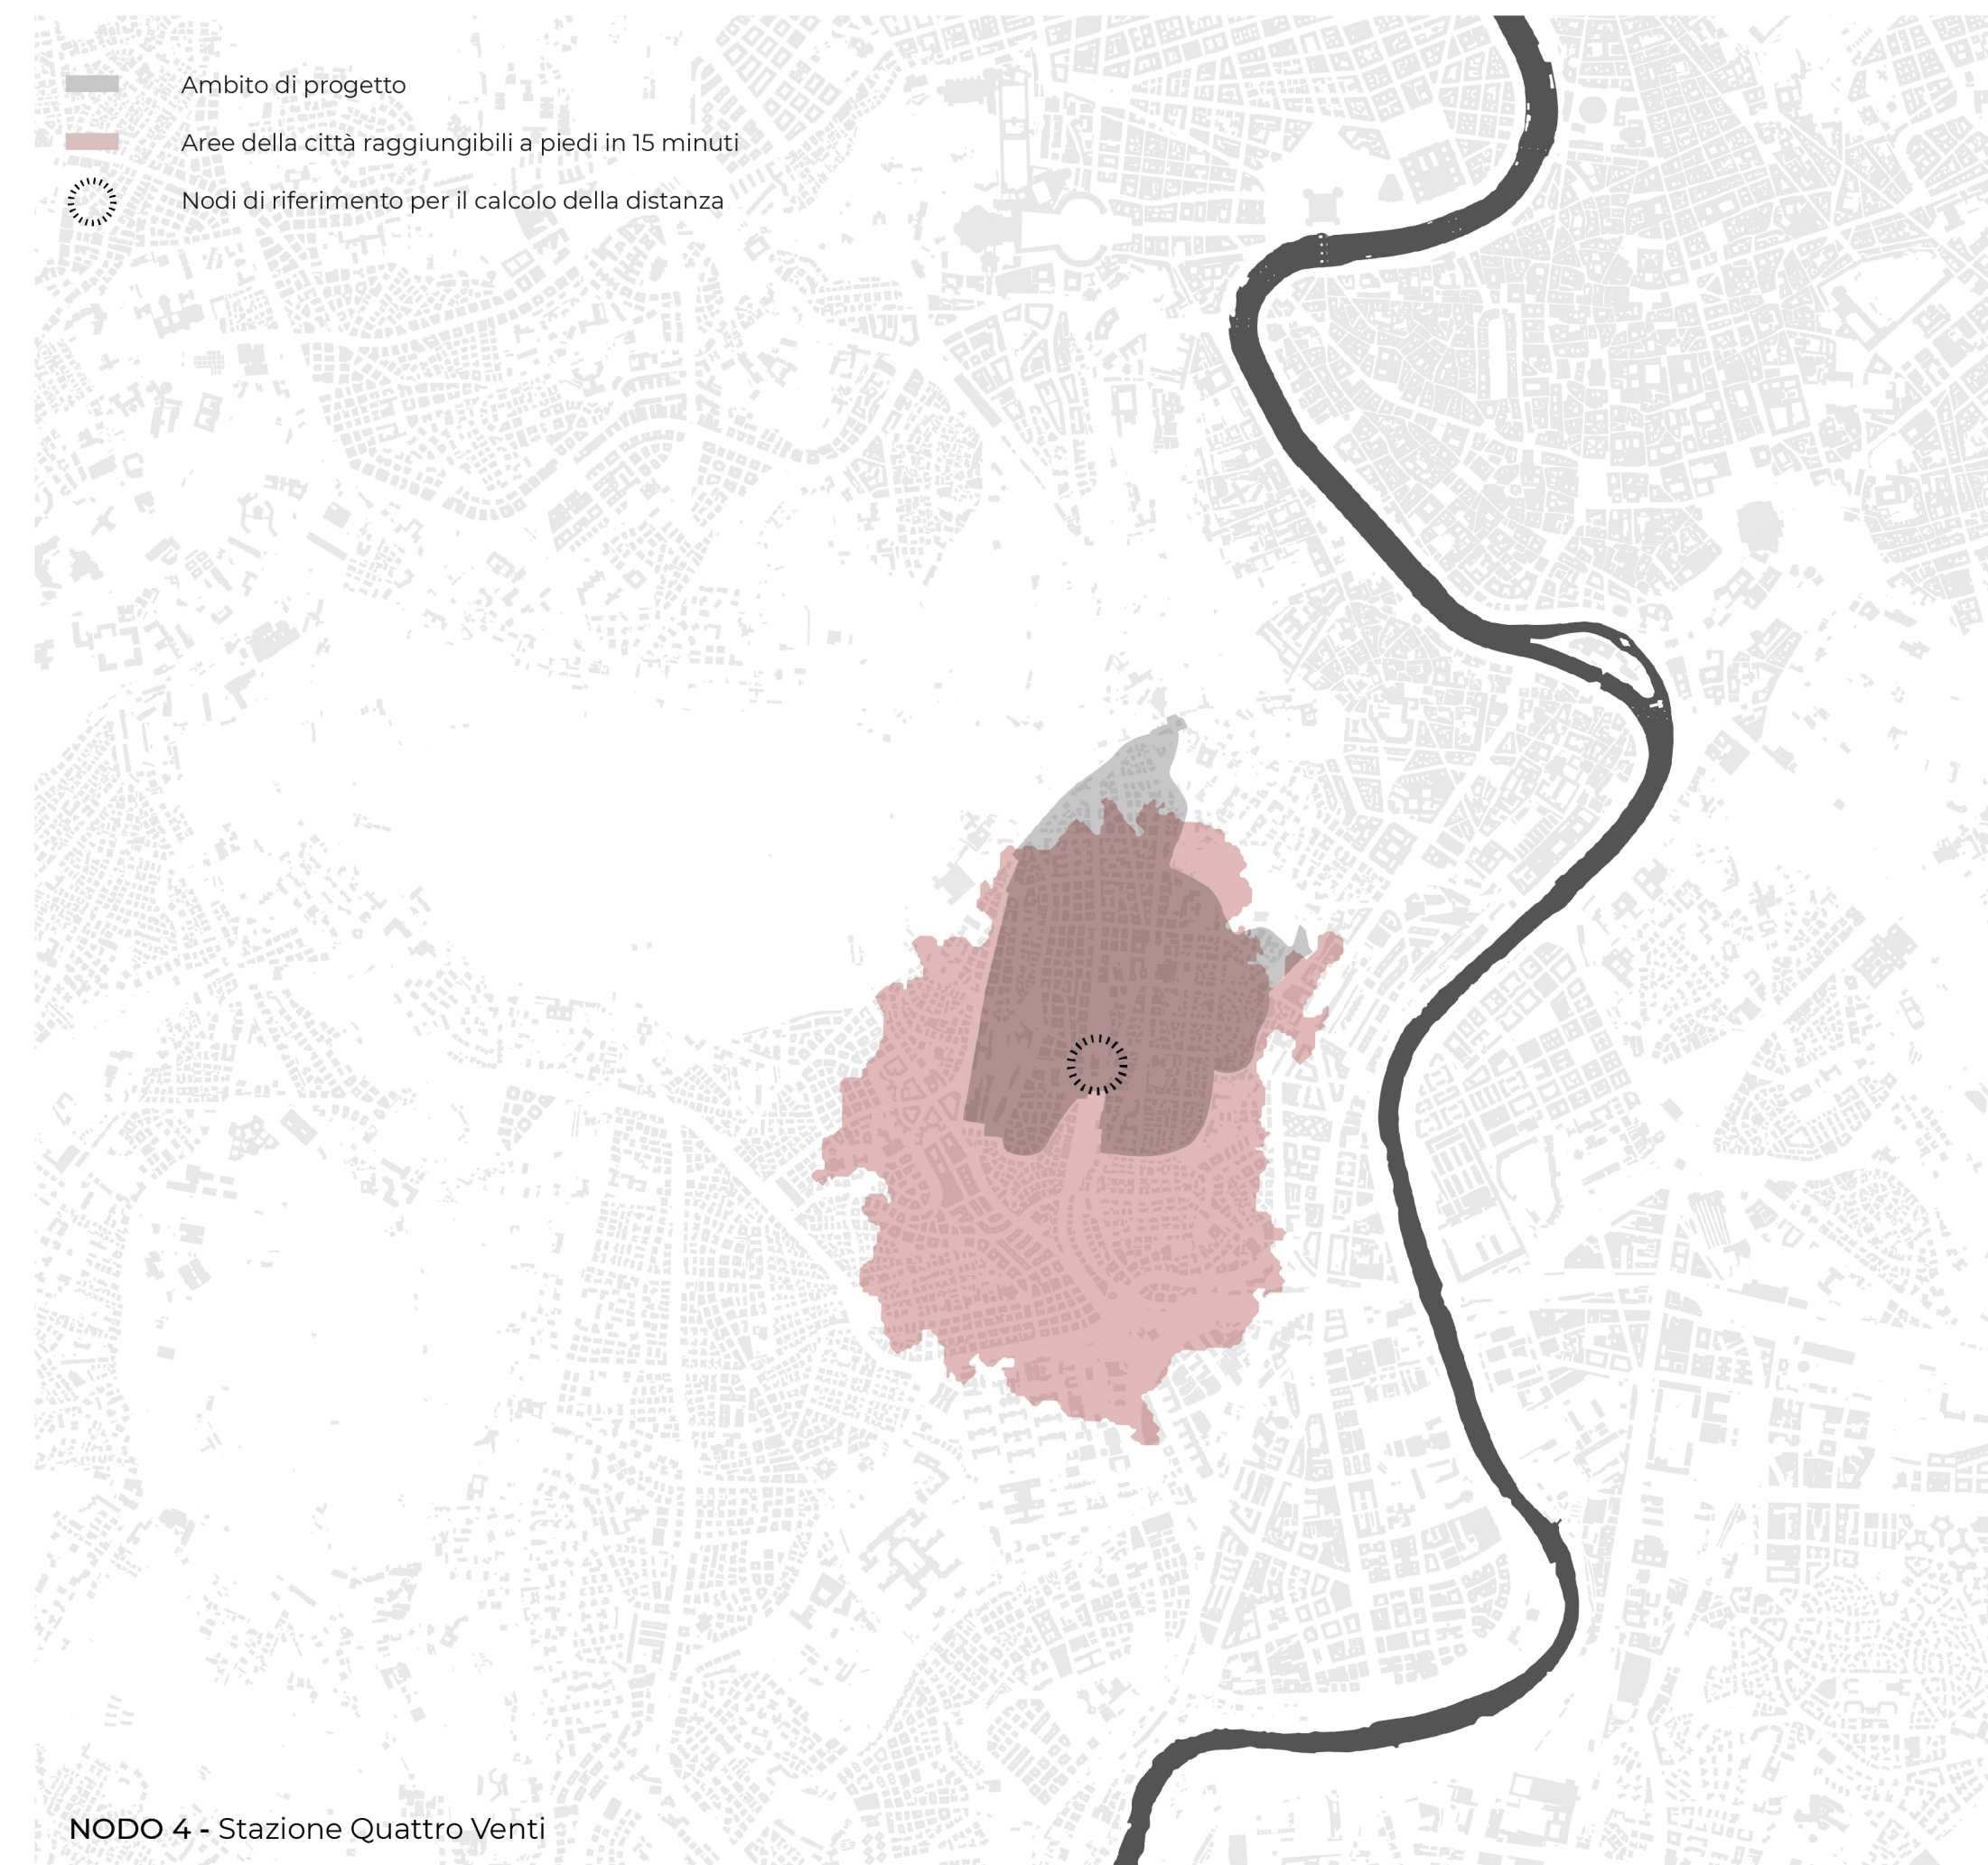 Ambito di progetto
Aree della città raggiungibili a piedi in 15 minuti
Nodi di riferimento per il calcolo della distanza
NODO 4 - Stazione Quattro Venti